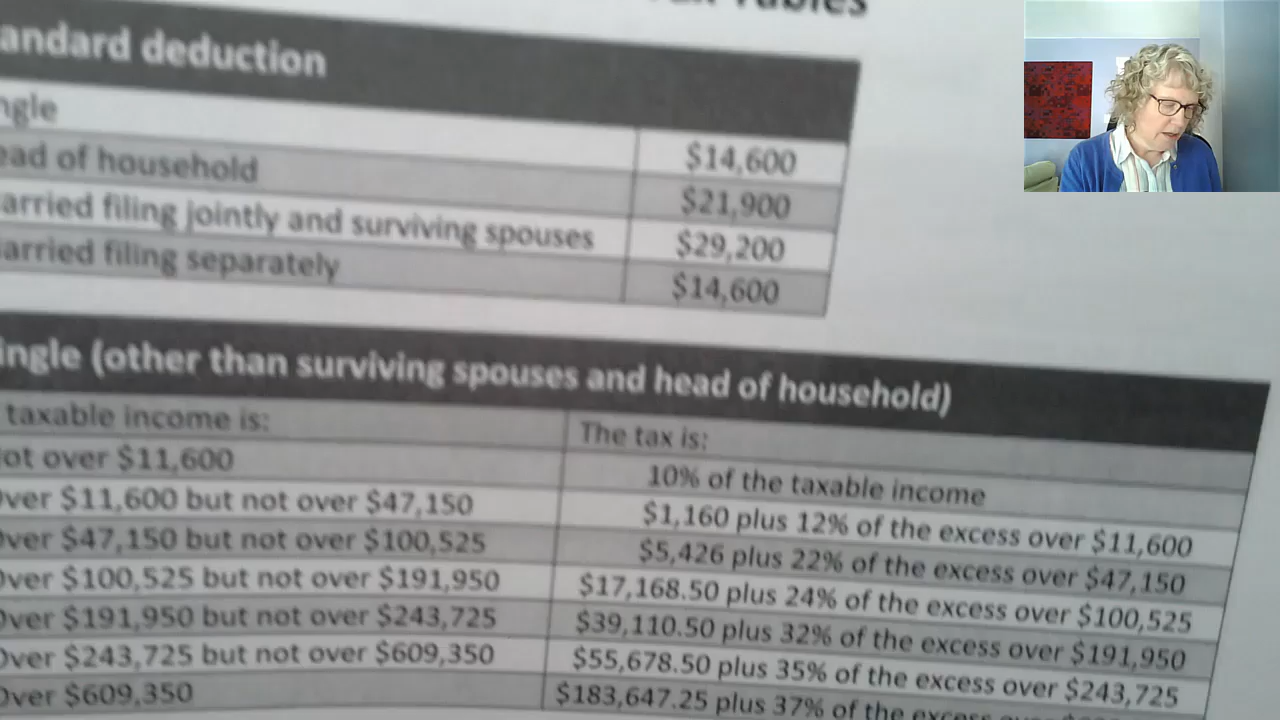 Tables
andard deduction
ngle $14,600
ead of household $21,900
arried filing jointly and surviving spouses $29,200
arried filing separately $14,600
ingle (other than surviving spouses and head of household)
taxable income is: The tax is:
ot over $11,600 10% of the taxable income
ver $11,600 but not over $47,150 $1,160 plus 12% of the excess over $11,600
ver $47,150 but not over $100,525 $5,426 plus 22% of the excess over $47,150
Over $100,525 but not over $191,950 $17,168.50 plus 24% of the excess over $100,525
Over $191,950 but not over $243,725 $39,110.50 plus 32% of the excess over $191,950
Over $243,725 but not over $609,350 $55,678.50 plus 35% of the excess over $243,725
Over $609,350 $183,647.25 plus 37% of the excess over